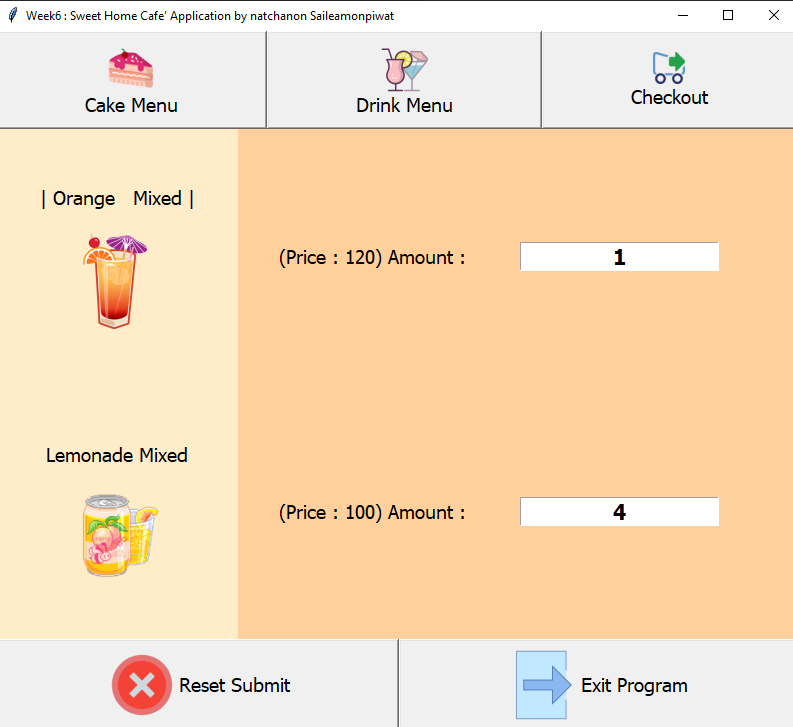 Week6 : Sweet Home Cafe' Application by natchanon Saileamonpiwat
Cake Menu
Drink Menu
Checkout
| Orange   Mixed |
(Price : 120) Amount :
1
Lemonade Mixed
(Price : 100) Amount :
4
Reset Submit
Exit Program